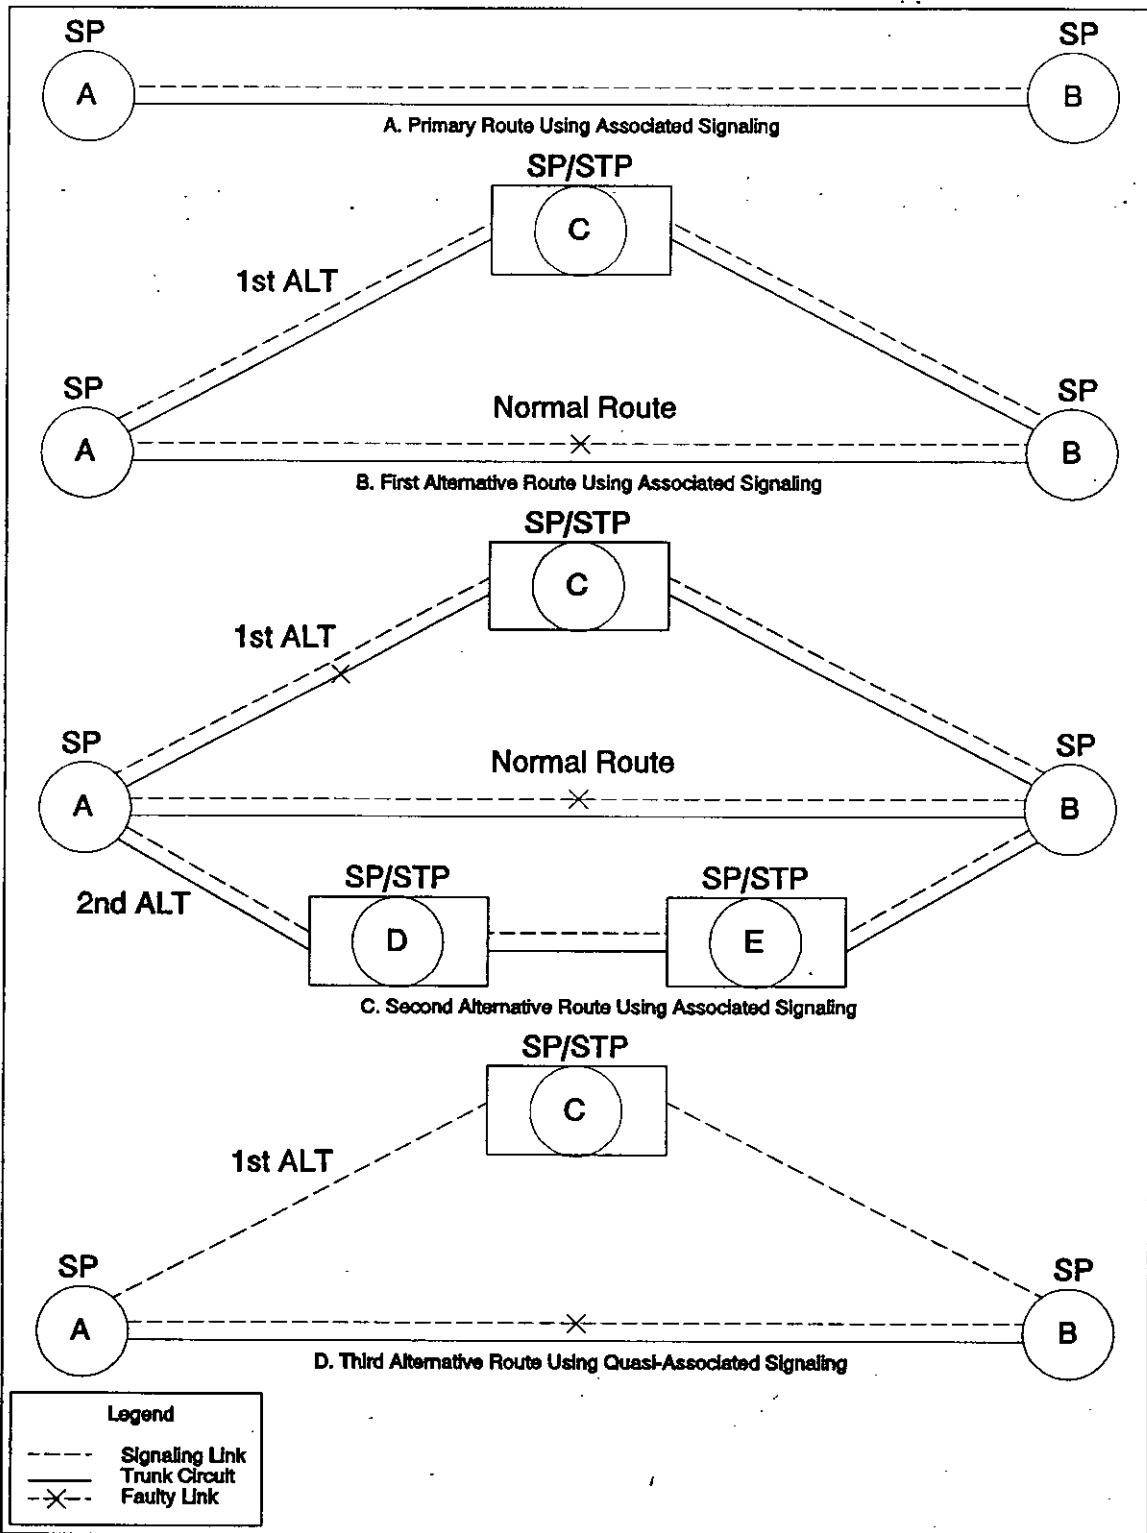 SP
SP
A
B
A. Primary Route Using Associated Signaling
SP/STP
C
1st ALT
SP
SP
Normal Route
A
B
B. First Alternative Route Using Associated Signaling
SP/STP
C
1st ALT
SP
SP
Normal Route
A
B
SP/STP
SP/STP
2nd ALT
D
E
C. Second Alternative Route Using Associated Signaling
SP/STP
C
1st ALT
SP
SP
A
B
D. Third Alternative Route Using Quasi-Associated Signaling
Legend
Signaling Link
Trunk Circuit
Faulty Link